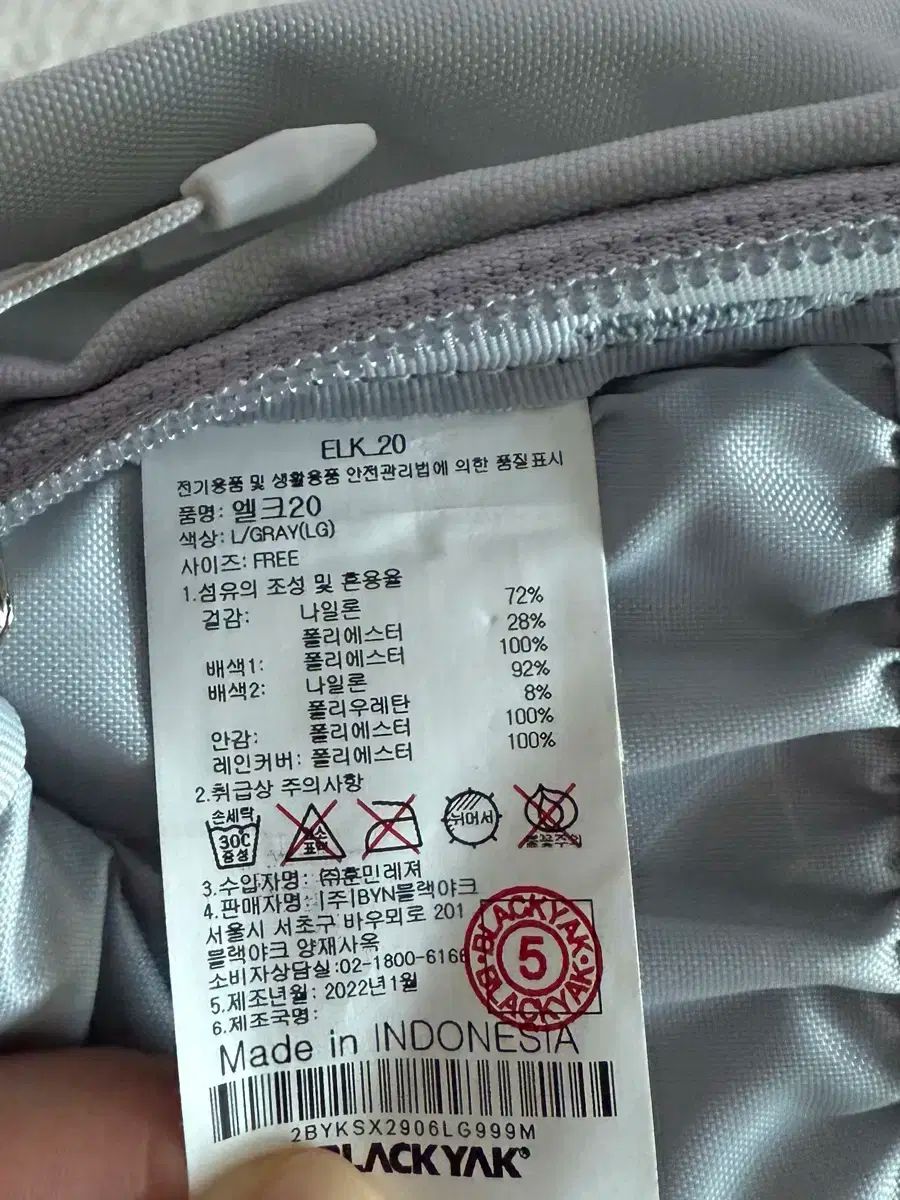 ELK_20
전기용품 및 생활용품 안전관리법에 의한 품질표시
품명: 엘크20
색상: L/GRAY(LG)
사이즈: FREE
1.섬유의 조성 및 혼용율
겉감: 나일론 72%
폴리에스터 28%
배색1: 폴리에스터 100%
배색2: 나일론 92%
폴리우레탄 8%
안감: 폴리에스터 100%
레인커버: 폴리에스터 100%
2.취급상 주의사항
손세탁
30C
중성
표백
뉘어서
3.수입자명: (주)훈민레져
4.판매자명: (주)BYN블랙야크
서울시 서초구 바우뫼로 201
블랙야크 양재사옥
소비자상담실:02-1800-616
5.제조년월: 2022년1월
6.제조국명:
BLACKYAK
5
BLACKYAK
Made in INDONESIA
2BYKSX2906LG999M
LACKYAK